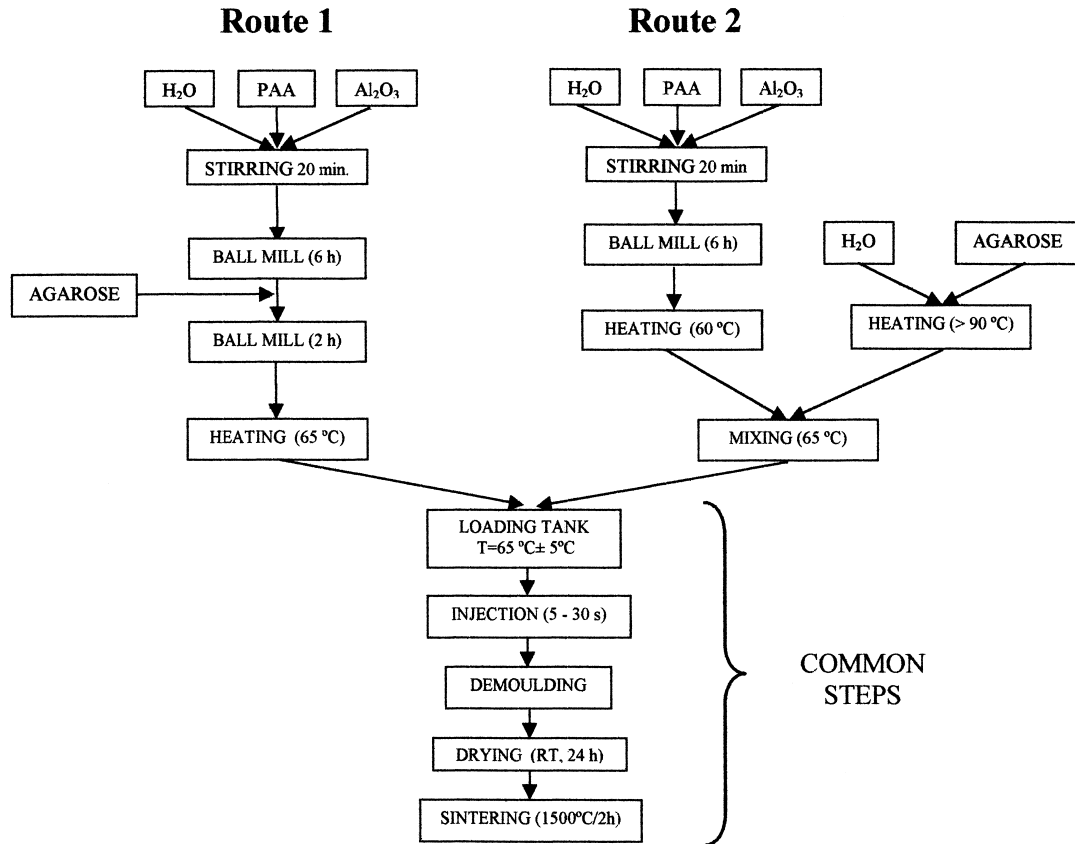 Route 1
Route 2
H₂O
PAA
Al₂O₃
H₂O
PAA
Al₂O₃
STIRRING 20 min.
STIRRING 20 min
BALL MILL (6 h)
BALL MILL (6 h)
H₂O
AGAROSE
AGAROSE
BALL MILL (2 h)
HEATING (60 ºC)
HEATING (> 90 ºC)
HEATING (65 ºC)
MIXING (65 ºC)
LOADING TANK
T=65 ºC± 5ºC
INJECTION (5 - 30 s)
DEMOULDING
COMMON
STEPS
DRYING (RT, 24 h)
SINTERING (1500ºC/2h)